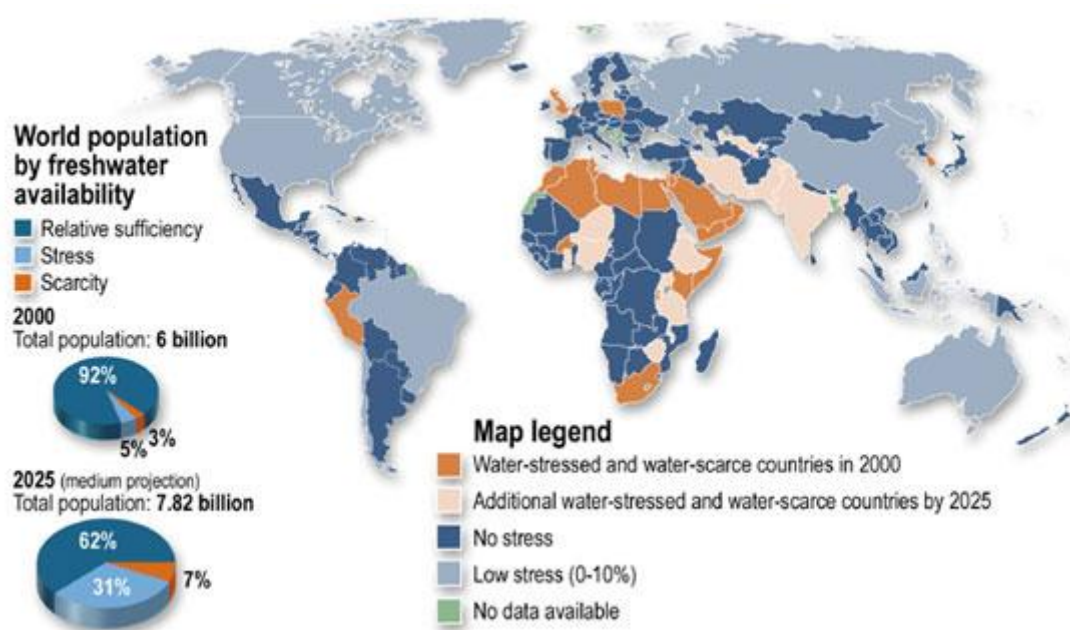 World population
by freshwater
availability
Relative sufficiency
Stress
Scarcity
2000
Total population: 6 billion
92%
5%
3%
2025 (medium projection)
Total population: 7.82 billion
62%
31%
7%
Map legend
Water-stressed and water-scarce countries in 2000
Additional water-stressed and water-scarce countries by 2025
No stress
Low stress (0-10%)
No data available